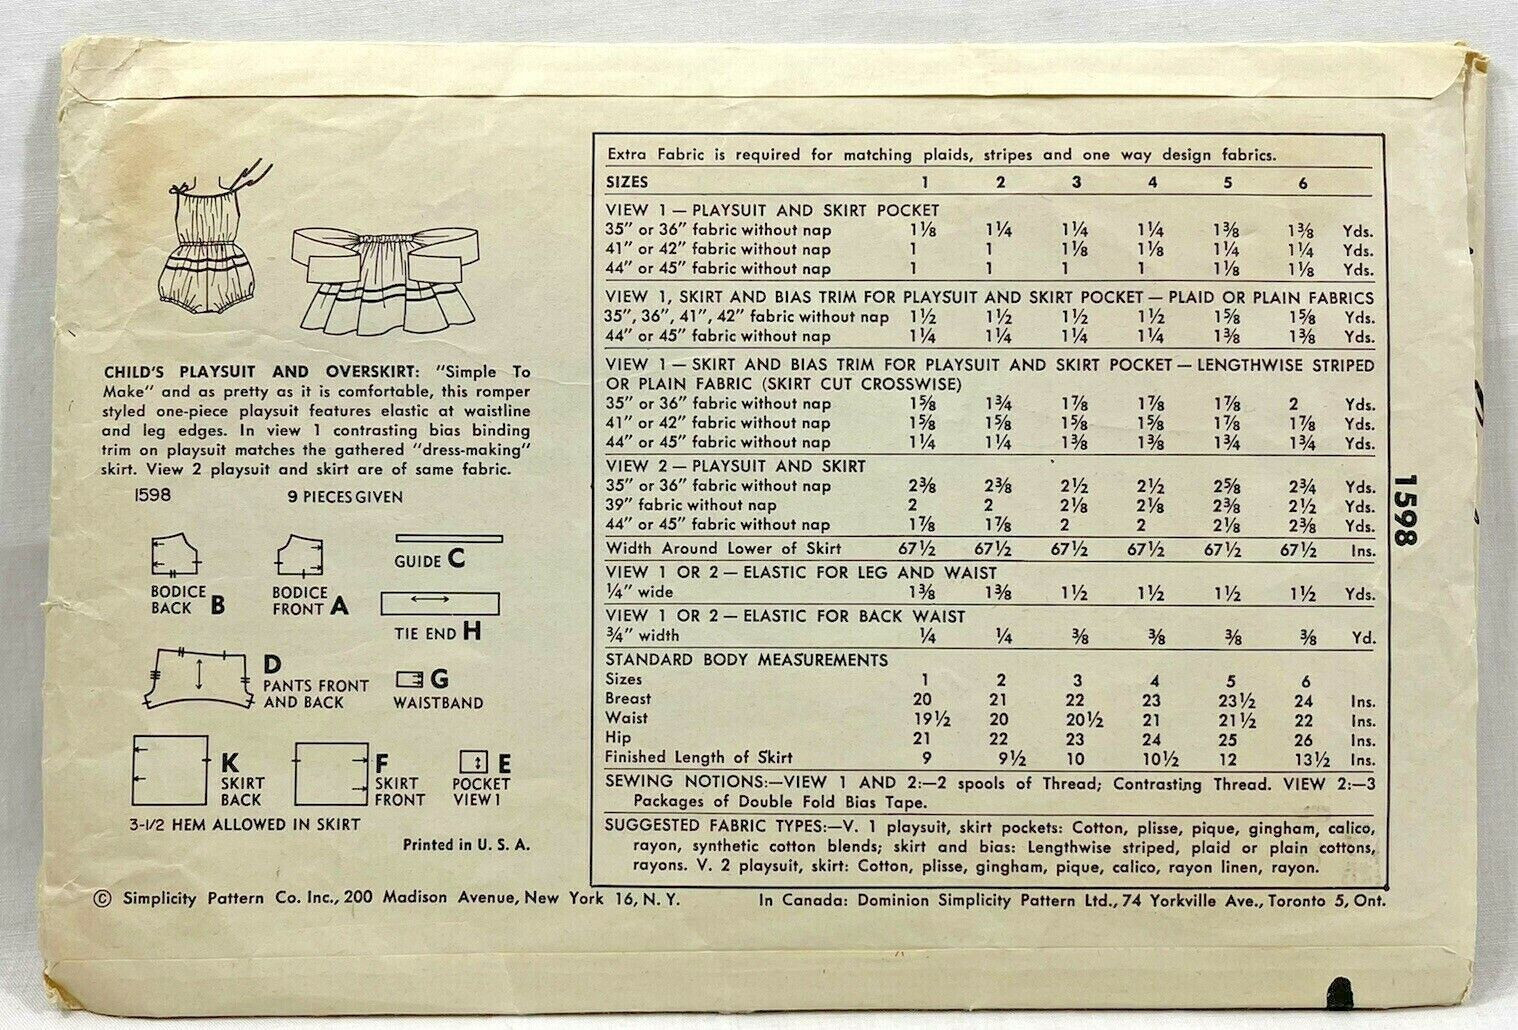 CHILD'S PLAYSUIT AND OVERSKIRT: "Simple To
Make" and as pretty as it is comfortable, this romper
styled one-piece playsuit features elastic at waistline
and leg edges. In view 1 contrasting bias binding
trim on playsuit matches the gathered "dress-making"
skirt. View 2 playsuit and skirt are of same fabric.
1598 9 PIECES GIVEN
BODICE BACK B
BODICE FRONT A
GUIDE C
TIE END H
D PANTS FRONT AND BACK
G WAISTBAND
K SKIRT BACK
F SKIRT FRONT
E POCKET VIEW 1
3-1/2 HEM ALLOWED IN SKIRT
Printed in U. S. A.
Extra Fabric is required for matching plaids, stripes and one way design fabrics.
SIZES 1 2 3 4 5 6
VIEW 1 — PLAYSUIT AND SKIRT POCKET
35" or 36" fabric without nap 1⅛ 1¼ 1¼ 1¼ 1⅜ 1⅜ Yds.
41" or 42" fabric without nap 1 1 1⅛ 1⅛ 1¼ 1¼ Yds.
44" or 45" fabric without nap 1 1 1 1 1⅛ 1⅛ Yds.
VIEW 1, SKIRT AND BIAS TRIM FOR PLAYSUIT AND SKIRT POCKET — PLAID OR PLAIN FABRICS
35", 36", 41", 42" fabric without nap 1½ 1½ 1½ 1½ 1⅝ 1⅝ Yds.
44" or 45" fabric without nap 1¼ 1¼ 1¼ 1¼ 1⅜ 1⅜ Yds.
VIEW 1 — SKIRT AND BIAS TRIM FOR PLAYSUIT AND SKIRT POCKET — LENGTHWISE STRIPED
OR PLAIN FABRIC (SKIRT CUT CROSSWISE)
35" or 36" fabric without nap 1⅝ 1¾ 1⅞ 1⅞ 1⅞ 2 Yds.
41" or 42" fabric without nap 1⅝ 1⅝ 1⅝ 1⅝ 1⅞ 1⅞ Yds.
44" or 45" fabric without nap 1¼ 1¼ 1⅜ 1⅜ 1¾ 1¾ Yds.
VIEW 2 — PLAYSUIT AND SKIRT
35" or 36" fabric without nap 2⅜ 2⅜ 2½ 2½ 2⅝ 2¾ Yds.
39" fabric without nap 2 2 2⅛ 2⅛ 2⅜ 2½ Yds.
44" or 45" fabric without nap 1⅞ 1⅞ 2 2 2⅛ 2⅜ Yds.
Width Around Lower of Skirt 67½ 67½ 67½ 67½ 67½ 67½ Ins.
VIEW 1 OR 2 — ELASTIC FOR LEG AND WAIST
¼" wide 1⅜ 1⅜ 1½ 1½ 1½ 1½ Yds.
VIEW 1 OR 2 — ELASTIC FOR BACK WAIST
¾" width ¼ ¼ ⅜ ⅜ ⅜ ⅜ Yd.
STANDARD BODY MEASUREMENTS
Sizes 1 2 3 4 5 6
Breast 20 21 22 23 23½ 24 Ins.
Waist 19½ 20 20½ 21 21½ 22 Ins.
Hip 21 22 23 24 25 26 Ins.
Finished Length of Skirt 9 9½ 10 10½ 12 13½ Ins.
SEWING NOTIONS:—VIEW 1 AND 2:—2 spools of Thread; Contrasting Thread. VIEW 2:—3
Packages of Double Fold Bias Tape.
SUGGESTED FABRIC TYPES:—V. 1 playsuit, skirt pockets: Cotton, plisse, pique, gingham, calico,
rayon, synthetic cotton blends; skirt and bias: Lengthwise striped, plaid or plain cottons,
rayons. V. 2 playsuit, skirt: Cotton, plisse, gingham, pique, calico, rayon linen, rayon.
1598
© Simplicity Pattern Co. Inc., 200 Madison Avenue, New York 16, N. Y. In Canada: Dominion Simplicity Pattern Ltd., 74 Yorkville Ave., Toronto 5, Ont.